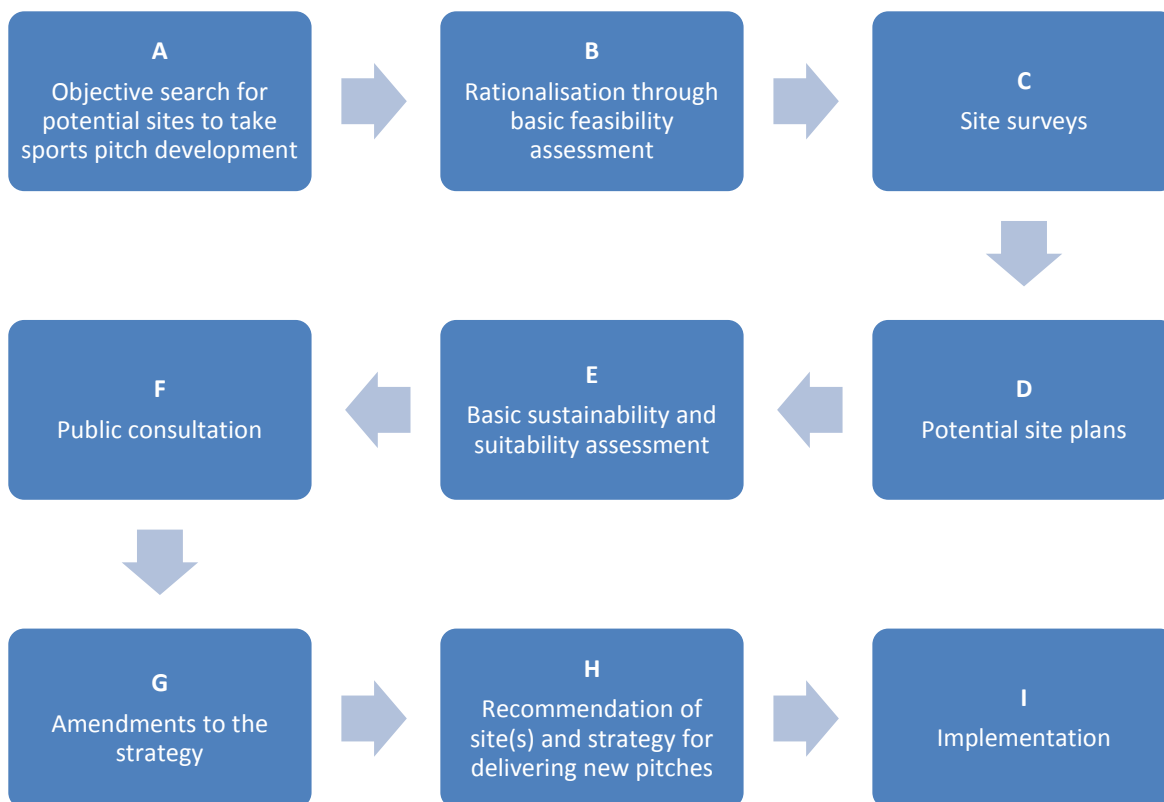 A
Objective search for
potential sites to take
sports pitch development
B
Rationalisation through
basic feasibility
assessment
C
Site surveys
D
Potential site plans
E
Basic sustainability and
suitability assessment
F
Public consultation
G
Amendments to the
strategy
H
Recommendation of
site(s) and strategy for
delivering new pitches
I
Implementation